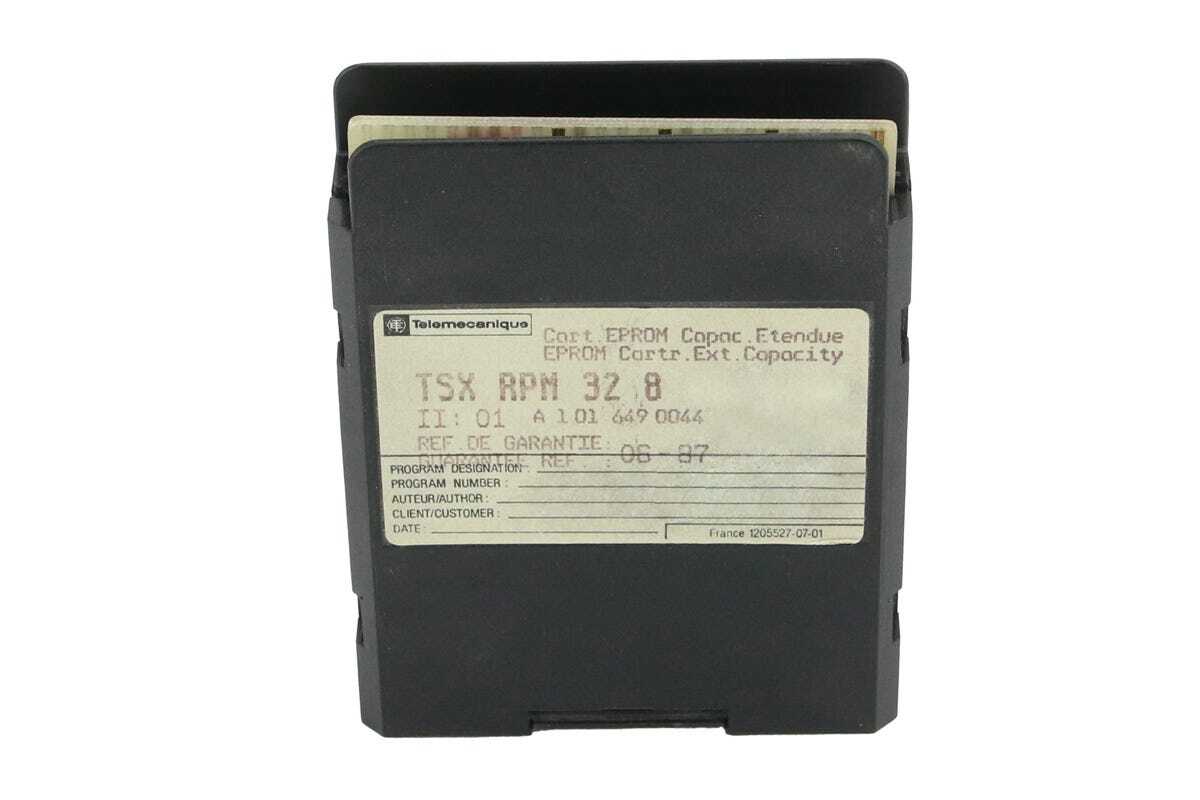 Telemecanique
Cart.EPROM Capac.Etendue
EPROM Cartr.Ext.Capacity
TSX RPM 32 8
II: 01 A 1 01 649 0044
REF DE GARANTIE
GUARANTEE REF. : 06-87
PROGRAM DESIGNATION :
PROGRAM NUMBER :
AUTEUR/AUTHOR :
CLIENT/CUSTOMER :
DATE :
France 1205527-07-01